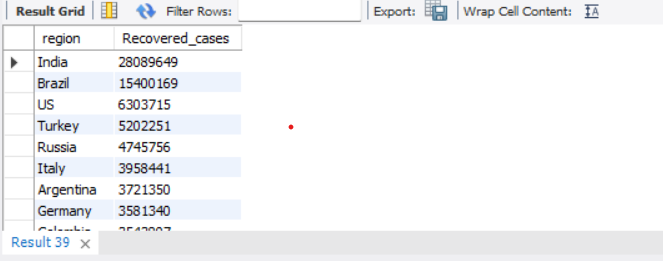 Result Grid Filter Rows: Export: Wrap Cell Content:
region Recovered_cases
India 28089649
Brazil 15400169
US 6303715
Turkey 5202251
Russia 4745756
Italy 3958441
Argentina 3721350
Germany 3581340
Result 39 ×